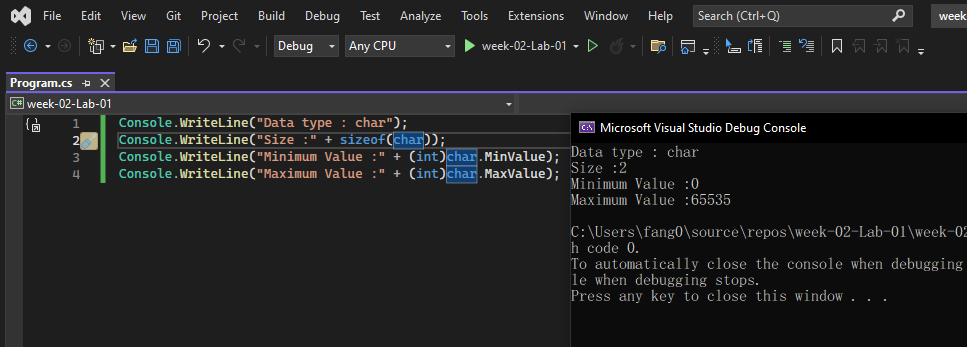 File Edit View Git Project Build Debug Test Analyze Tools Extensions Window Help Search (Ctrl+Q) week
Debug Any CPU week-02-Lab-01
Program.cs
C# week-02-Lab-01
1 Console.WriteLine("Data type : char");
2 Console.WriteLine("Size :" + sizeof(char));
3 Console.WriteLine("Minimum Value :" + (int)char.MinValue);
4 Console.WriteLine("Maximum Value :" + (int)char.MaxValue);
Microsoft Visual Studio Debug Console
Data type : char
Size :2
Minimum Value :0
Maximum Value :65535
C:\Users\fang0\source\repos\week-02-Lab-01\week-02
h code 0.
To automatically close the console when debugging
le when debugging stops.
Press any key to close this window . . .